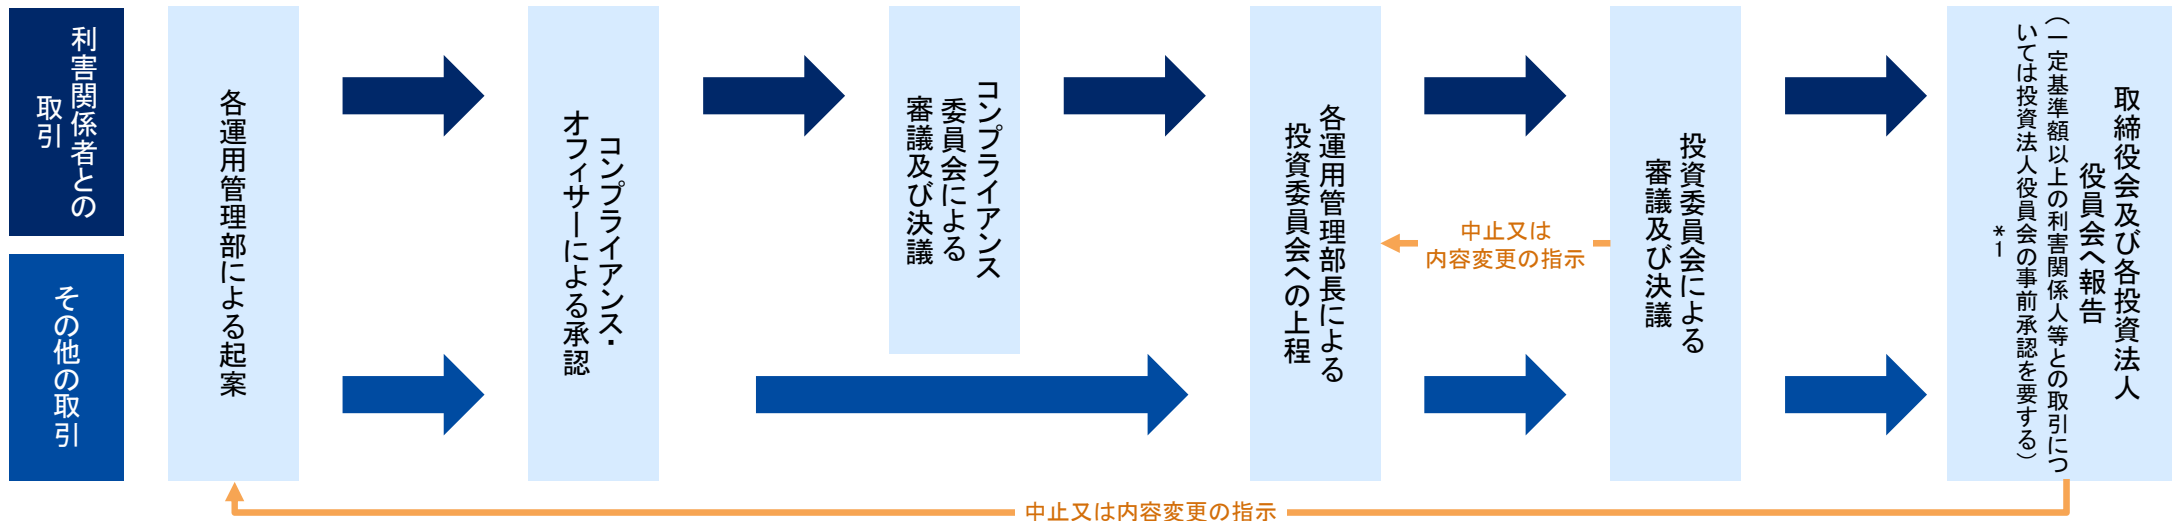 利害関係者との
取引
その他の取引
各運用管理部による起案
コンプライアンス・
オフィサーによる承認
コンプライアンス
委員会による
審議及び決議
各運用管理部長による
投資委員会への上程
中止又は
内容変更の指示
投資委員会による
審議及び決議
取締役会及び各投資法人
役員会へ報告
（一定基準額以上の利害関係人等との取引につ
いては投資法人役員会の事前承認を要する）
*1
中止又は内容変更の指示